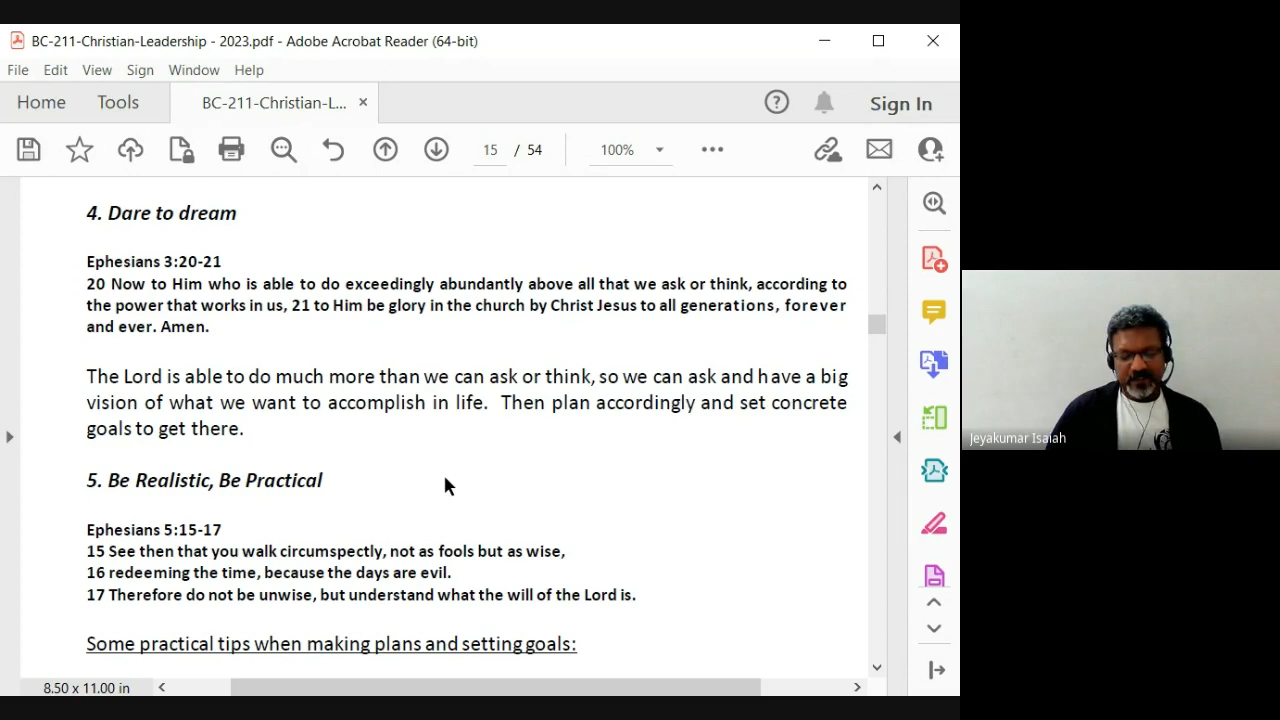 BC-211-Christian-Leadership - 2023.pdf - Adobe Acrobat Reader (64-bit)
File Edit View Sign Window Help
Home Tools BC-211-Christian-L... × Sign In
15 / 54 100%
4. Dare to dream
Ephesians 3:20-21
20 Now to Him who is able to do exceedingly abundantly above all that we ask or think, according to
the power that works in us, 21 to Him be glory in the church by Christ Jesus to all generations, forever
and ever. Amen.
The Lord is able to do much more than we can ask or think, so we can ask and have a big
vision of what we want to accomplish in life. Then plan accordingly and set concrete
goals to get there.
5. Be Realistic, Be Practical
Ephesians 5:15-17
15 See then that you walk circumspectly, not as fools but as wise,
16 redeeming the time, because the days are evil.
17 Therefore do not be unwise, but understand what the will of the Lord is.
Some practical tips when making plans and setting goals:
8.50 x 11.00 in
Jeyakumar Isaiah